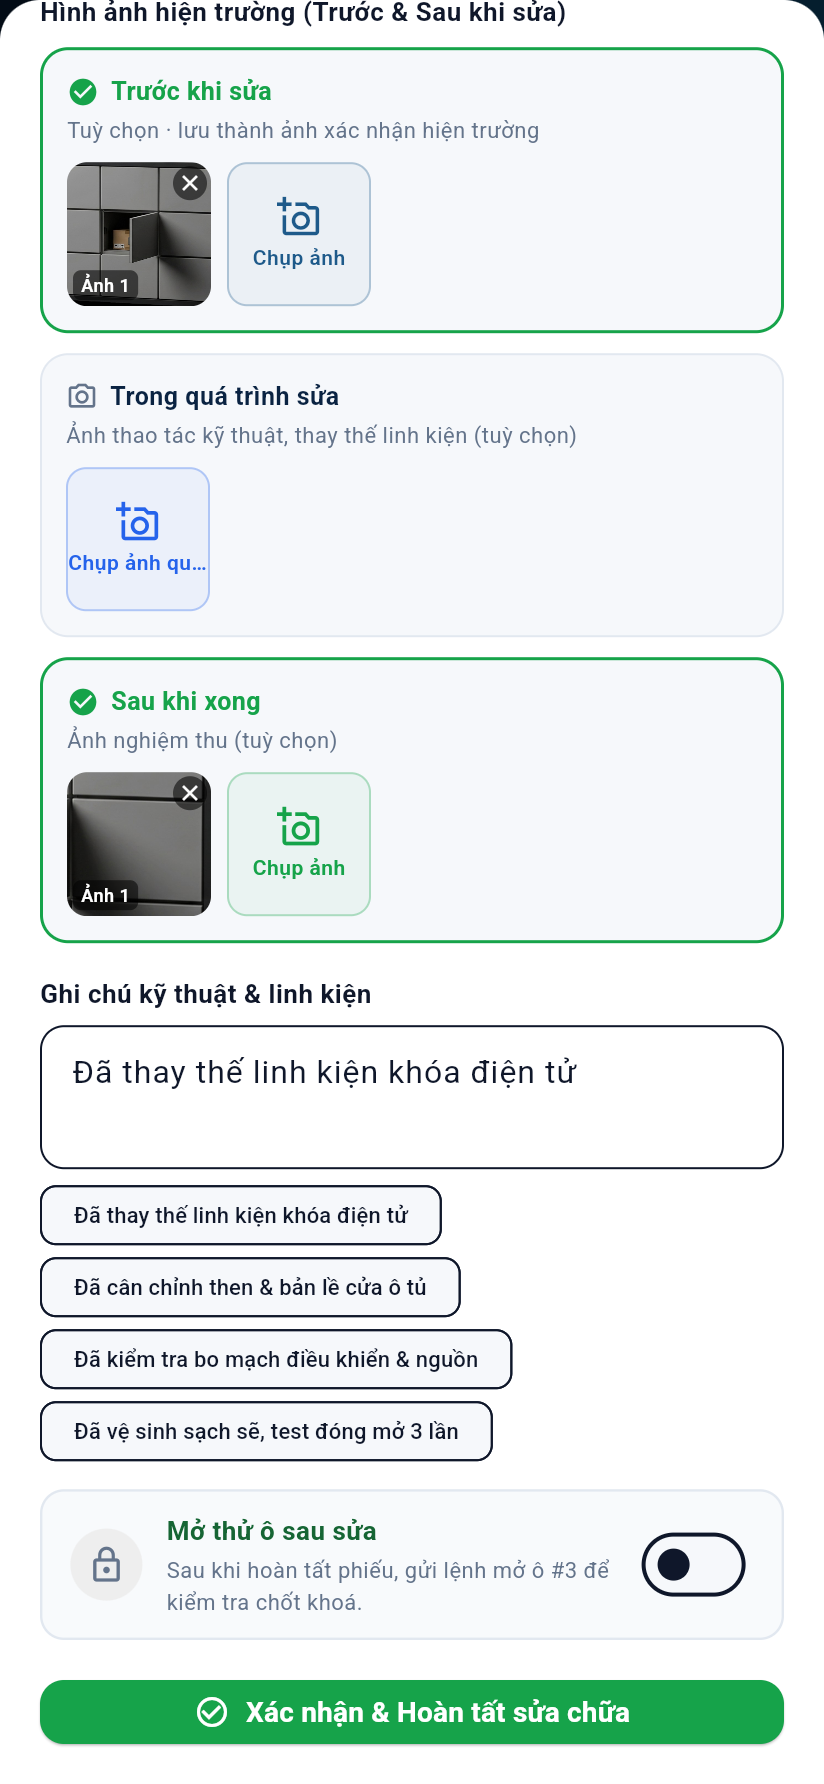 Hình ảnh hiện trường (Trước & Sau khi sửa)
Trước khi sửa
Tuỳ chọn · lưu thành ảnh xác nhận hiện trường
Ảnh 1
Chụp ảnh
Trong quá trình sửa
Ảnh thao tác kỹ thuật, thay thế linh kiện (tuỳ chọn)
Chụp ảnh qu...
Sau khi xong
Ảnh nghiệm thu (tuỳ chọn)
Ảnh 1
Chụp ảnh
Ghi chú kỹ thuật & linh kiện
Đã thay thế linh kiện khóa điện tử
Đã thay thế linh kiện khóa điện tử
Đã cân chỉnh then & bản lề cửa ô tủ
Đã kiểm tra bo mạch điều khiển & nguồn
Đã vệ sinh sạch sẽ, test đóng mở 3 lần
Mở thử ô sau sửa
Sau khi hoàn tất phiếu, gửi lệnh mở ô #3 để
kiểm tra chốt khoá.
Xác nhận & Hoàn tất sửa chữa